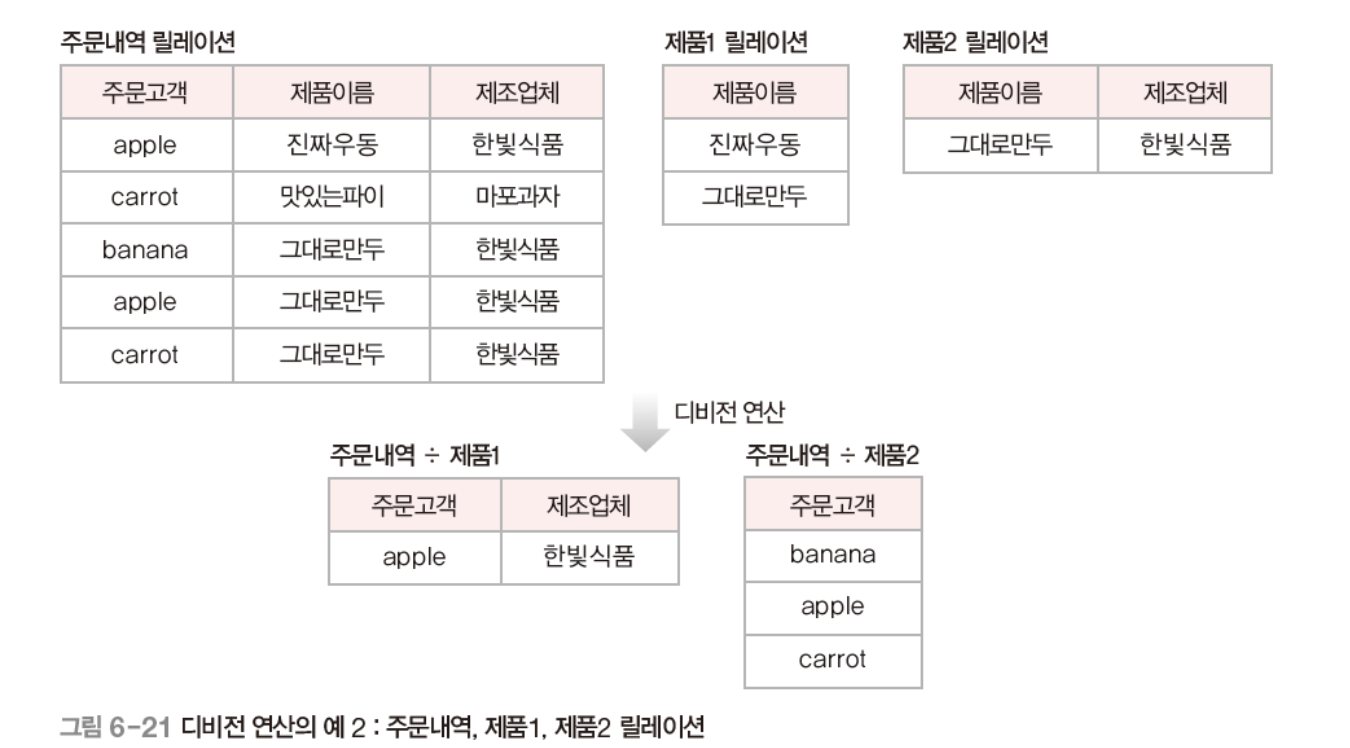 주문내역 릴레이션
주문고객 제품이름 제조업체
apple 진짜우동 한빛식품
carrot 맛있는파이 마포과자
banana 그대로만두 한빛식품
apple 그대로만두 한빛식품
carrot 그대로만두 한빛식품
제품1 릴레이션
제품이름
진짜우동
그대로만두
제품2 릴레이션
제품이름 제조업체
그대로만두 한빛식품
디비전 연산
주문내역 ÷ 제품1
주문고객 제조업체
apple 한빛식품
주문내역 ÷ 제품2
주문고객
banana
apple
carrot
그림 6-21 디비전 연산의 예 2 : 주문내역, 제품1, 제품2 릴레이션